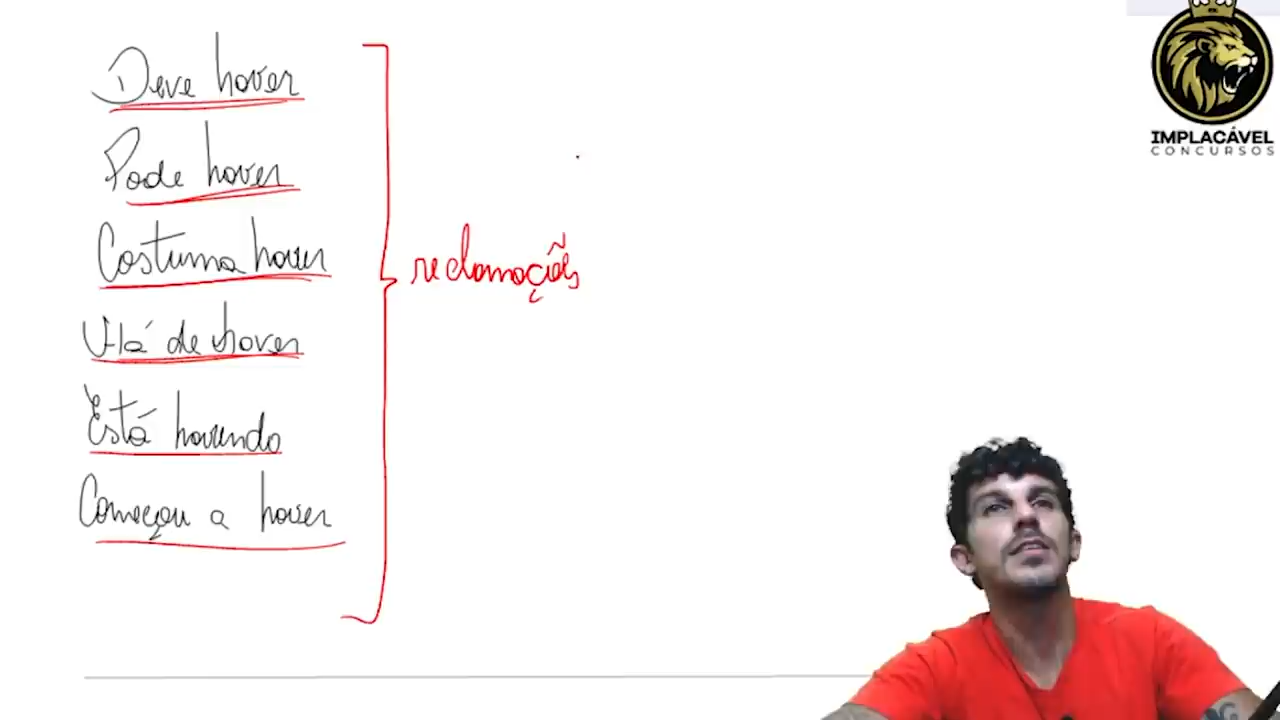 Deve haver
Pode haver
Costuma haver
Há de haver
Está havendo
Começou a haver
reclamações
IMPLACÁVEL
CONCURSOS